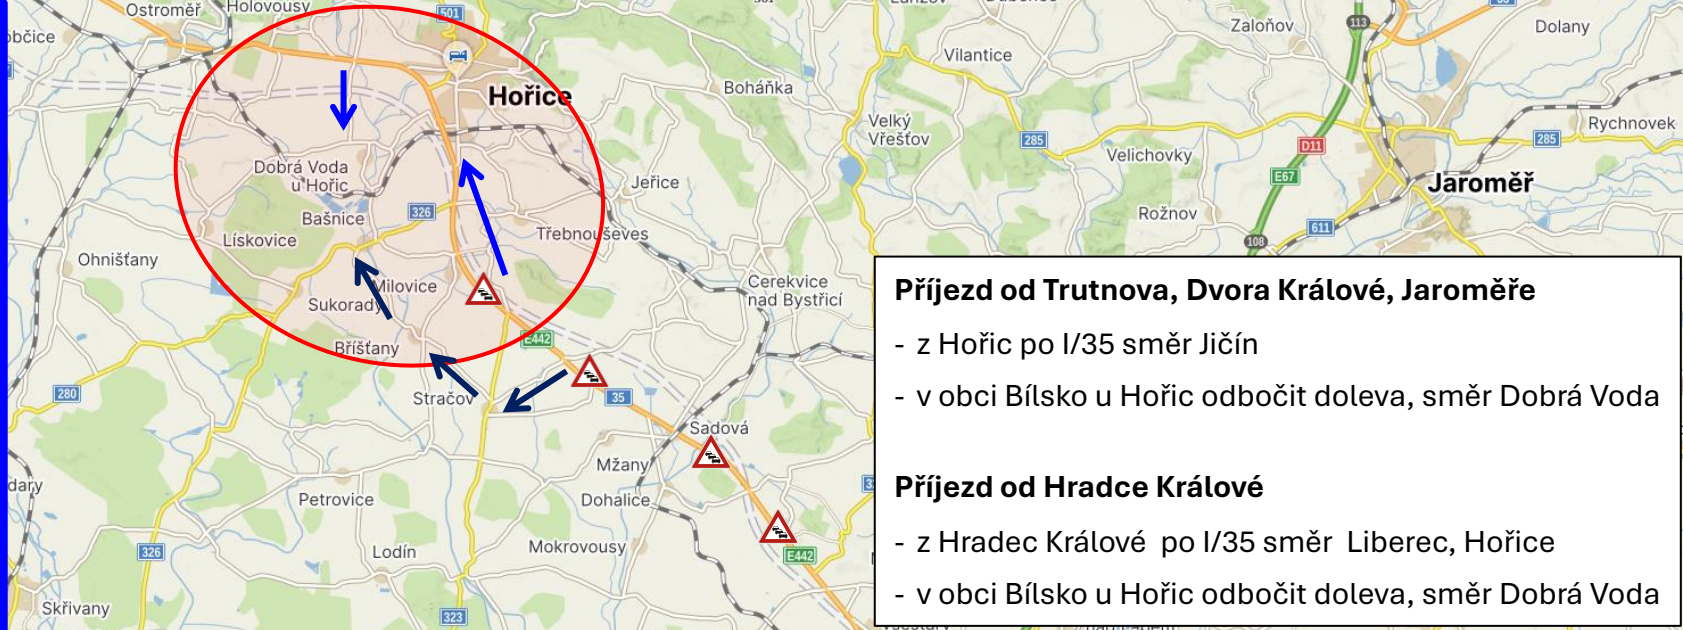 Ostroměř
Holovousy
501
Zaloňov
113
Dolany
Vilantice
Hořice
Boháňka
Velký
Vřešťov
285
Velichovky
D11
285
Rychnovek
Dobrá Voda
u Hořic
Jeřice
E67
Jaroměř
Bašnice
326
Rožnov
Lískovice
Třebnouševes
108
611
Ohnišťany
Milovice
Cerekvice
nad Bystřicí
Sukorady
Bříšťany
E442
280
Stračov
35
Sadová
Mžany
Petrovice
Dohalice
326
Lodín
Mokrovousy
E442
Skřivany
323
Příjezd od Trutnova, Dvora Králové, Jaroměře
- z Hořic po I/35 směr Jičín
- v obci Bílsko u Hořic odbočit doleva, směr Dobrá Voda
Příjezd od Hradce Králové
- z Hradec Králové  po I/35 směr  Liberec, Hořice
- v obci Bílsko u Hořic odbočit doleva, směr Dobrá Voda